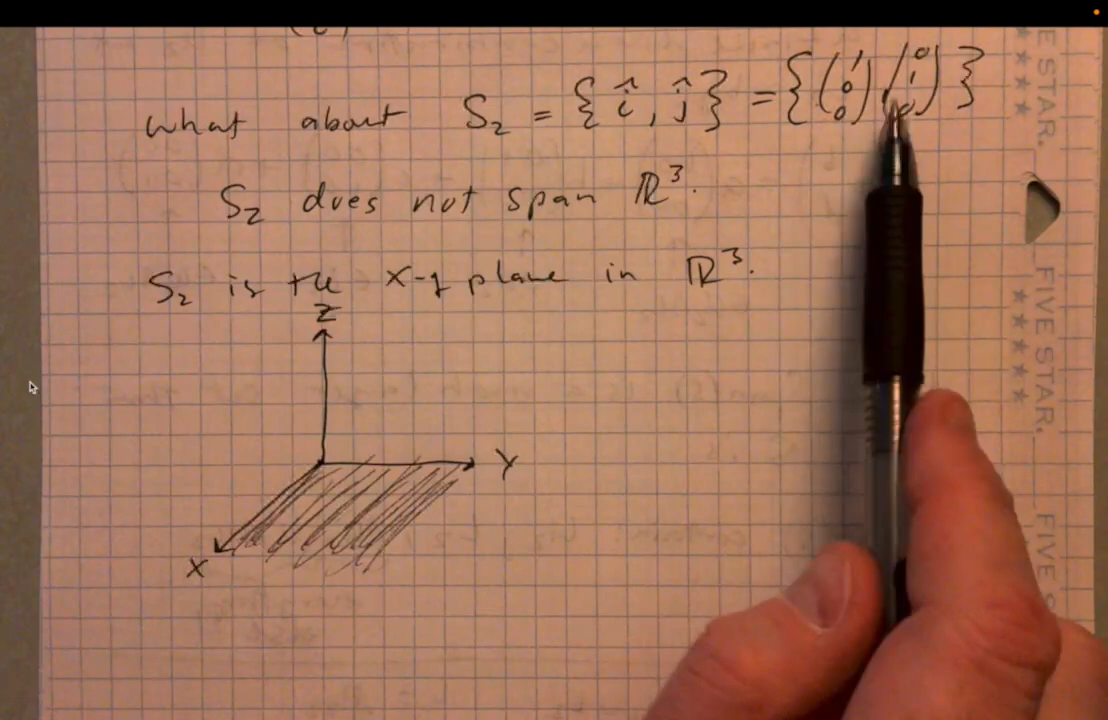 what about S₂ = { î, ĵ } = { (1 0 0), (0 1 0) }
S₂ does not span ℝ³.
S₂ is the x-y plane in ℝ³.
Z
Y
X
E STAR.
FIVE STAR.
FIVE S